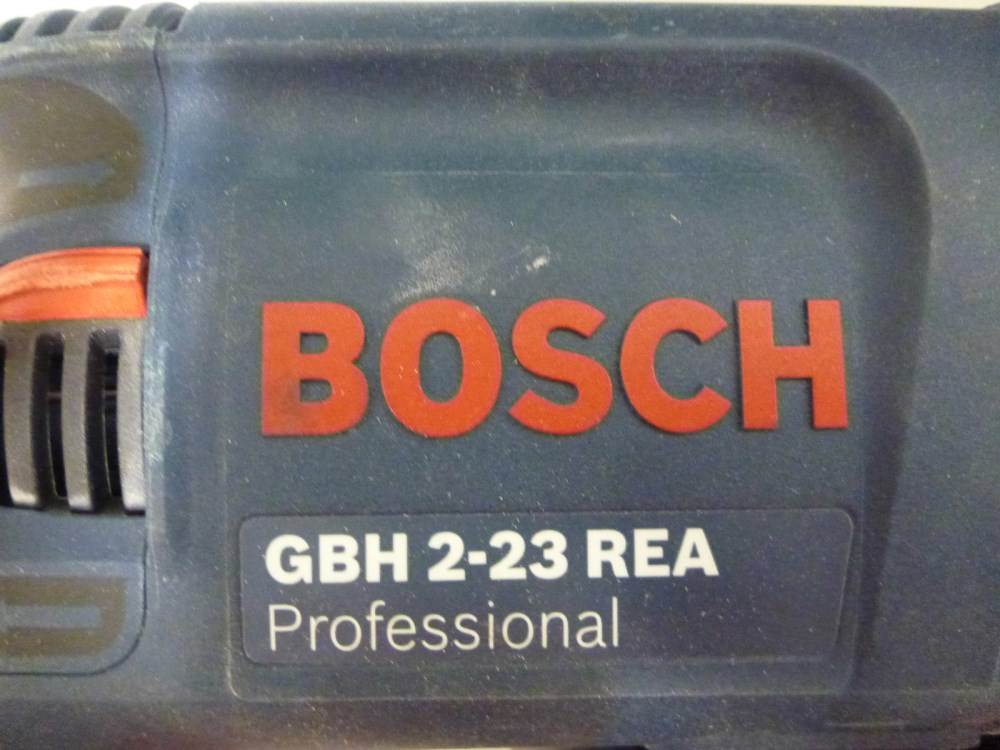 BOSCH
GBH 2-23 REA
Professional